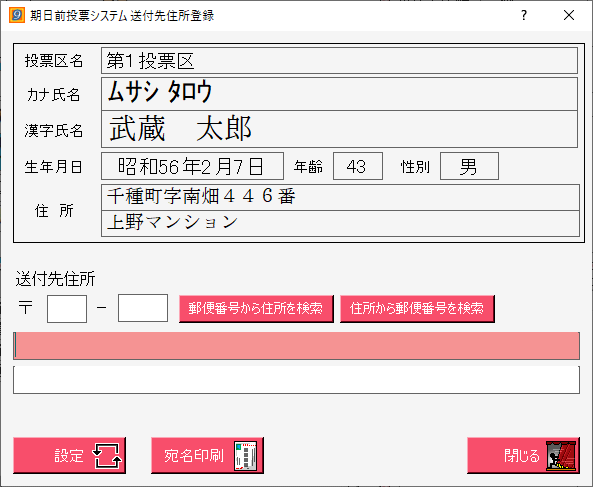 期日前投票システム 送付先住所登録
投票区名 第1投票区
カナ氏名 ムサシ タロウ
漢字氏名 武蔵　太郎
生年月日 昭和56年2月7日 年齢 43 性別 男
住 所 千種町字南畑４４６番
上野マンション
送付先住所
〒 － 郵便番号から住所を検索 住所から郵便番号を検索
設定 宛名印刷 閉じる